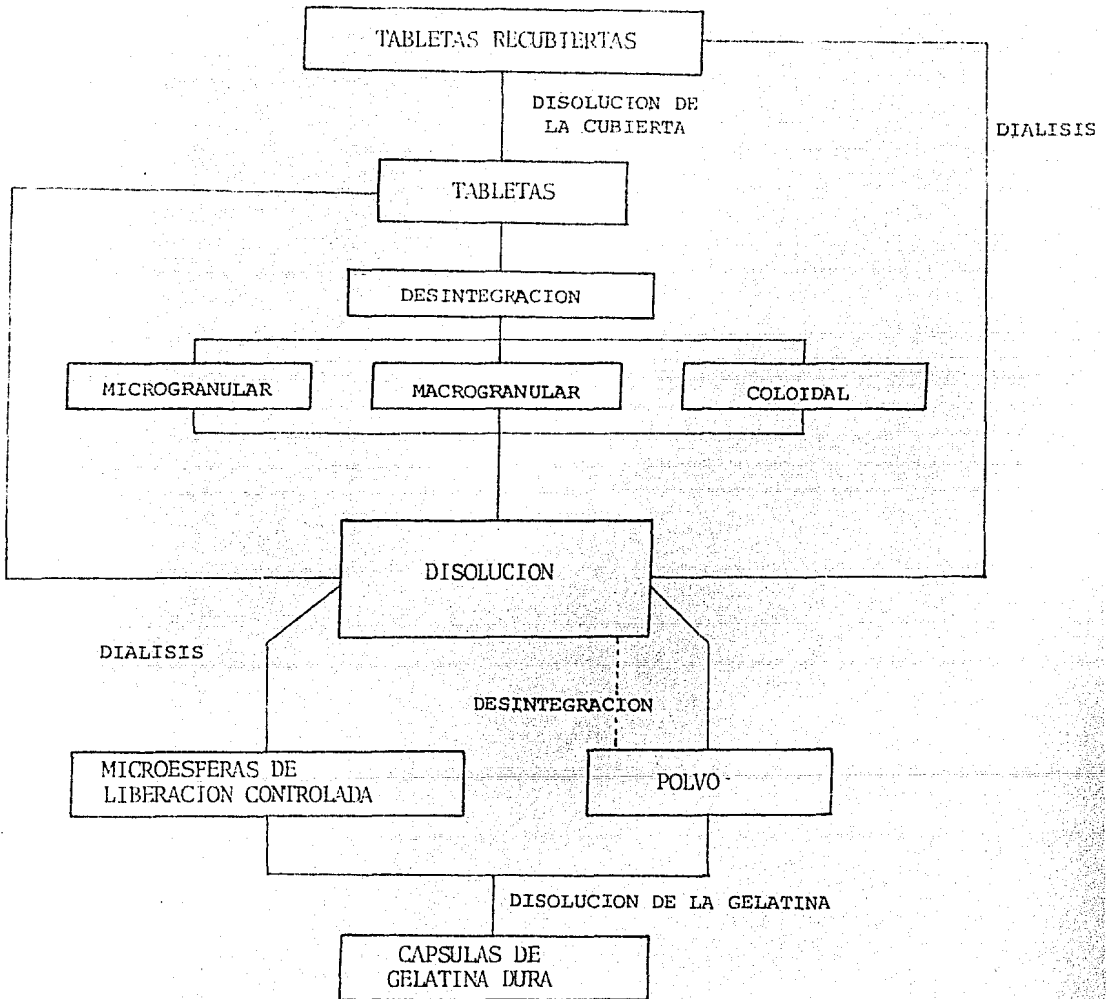 TABLETAS RECUBIERTAS
DISOLUCION DE
LA CUBIERTA
DIALISIS
TABLETAS
DESINTEGRACION
MICROGRANULAR
MACROGRANULAR
COLOIDAL
DISOLUCION
DIALISIS
DESINTEGRACION
MICROESFERAS DE
LIBERACION CONTROLADA
POLVO
DISOLUCION DE LA GELATINA
CAPSULAS DE
GELATINA DURA